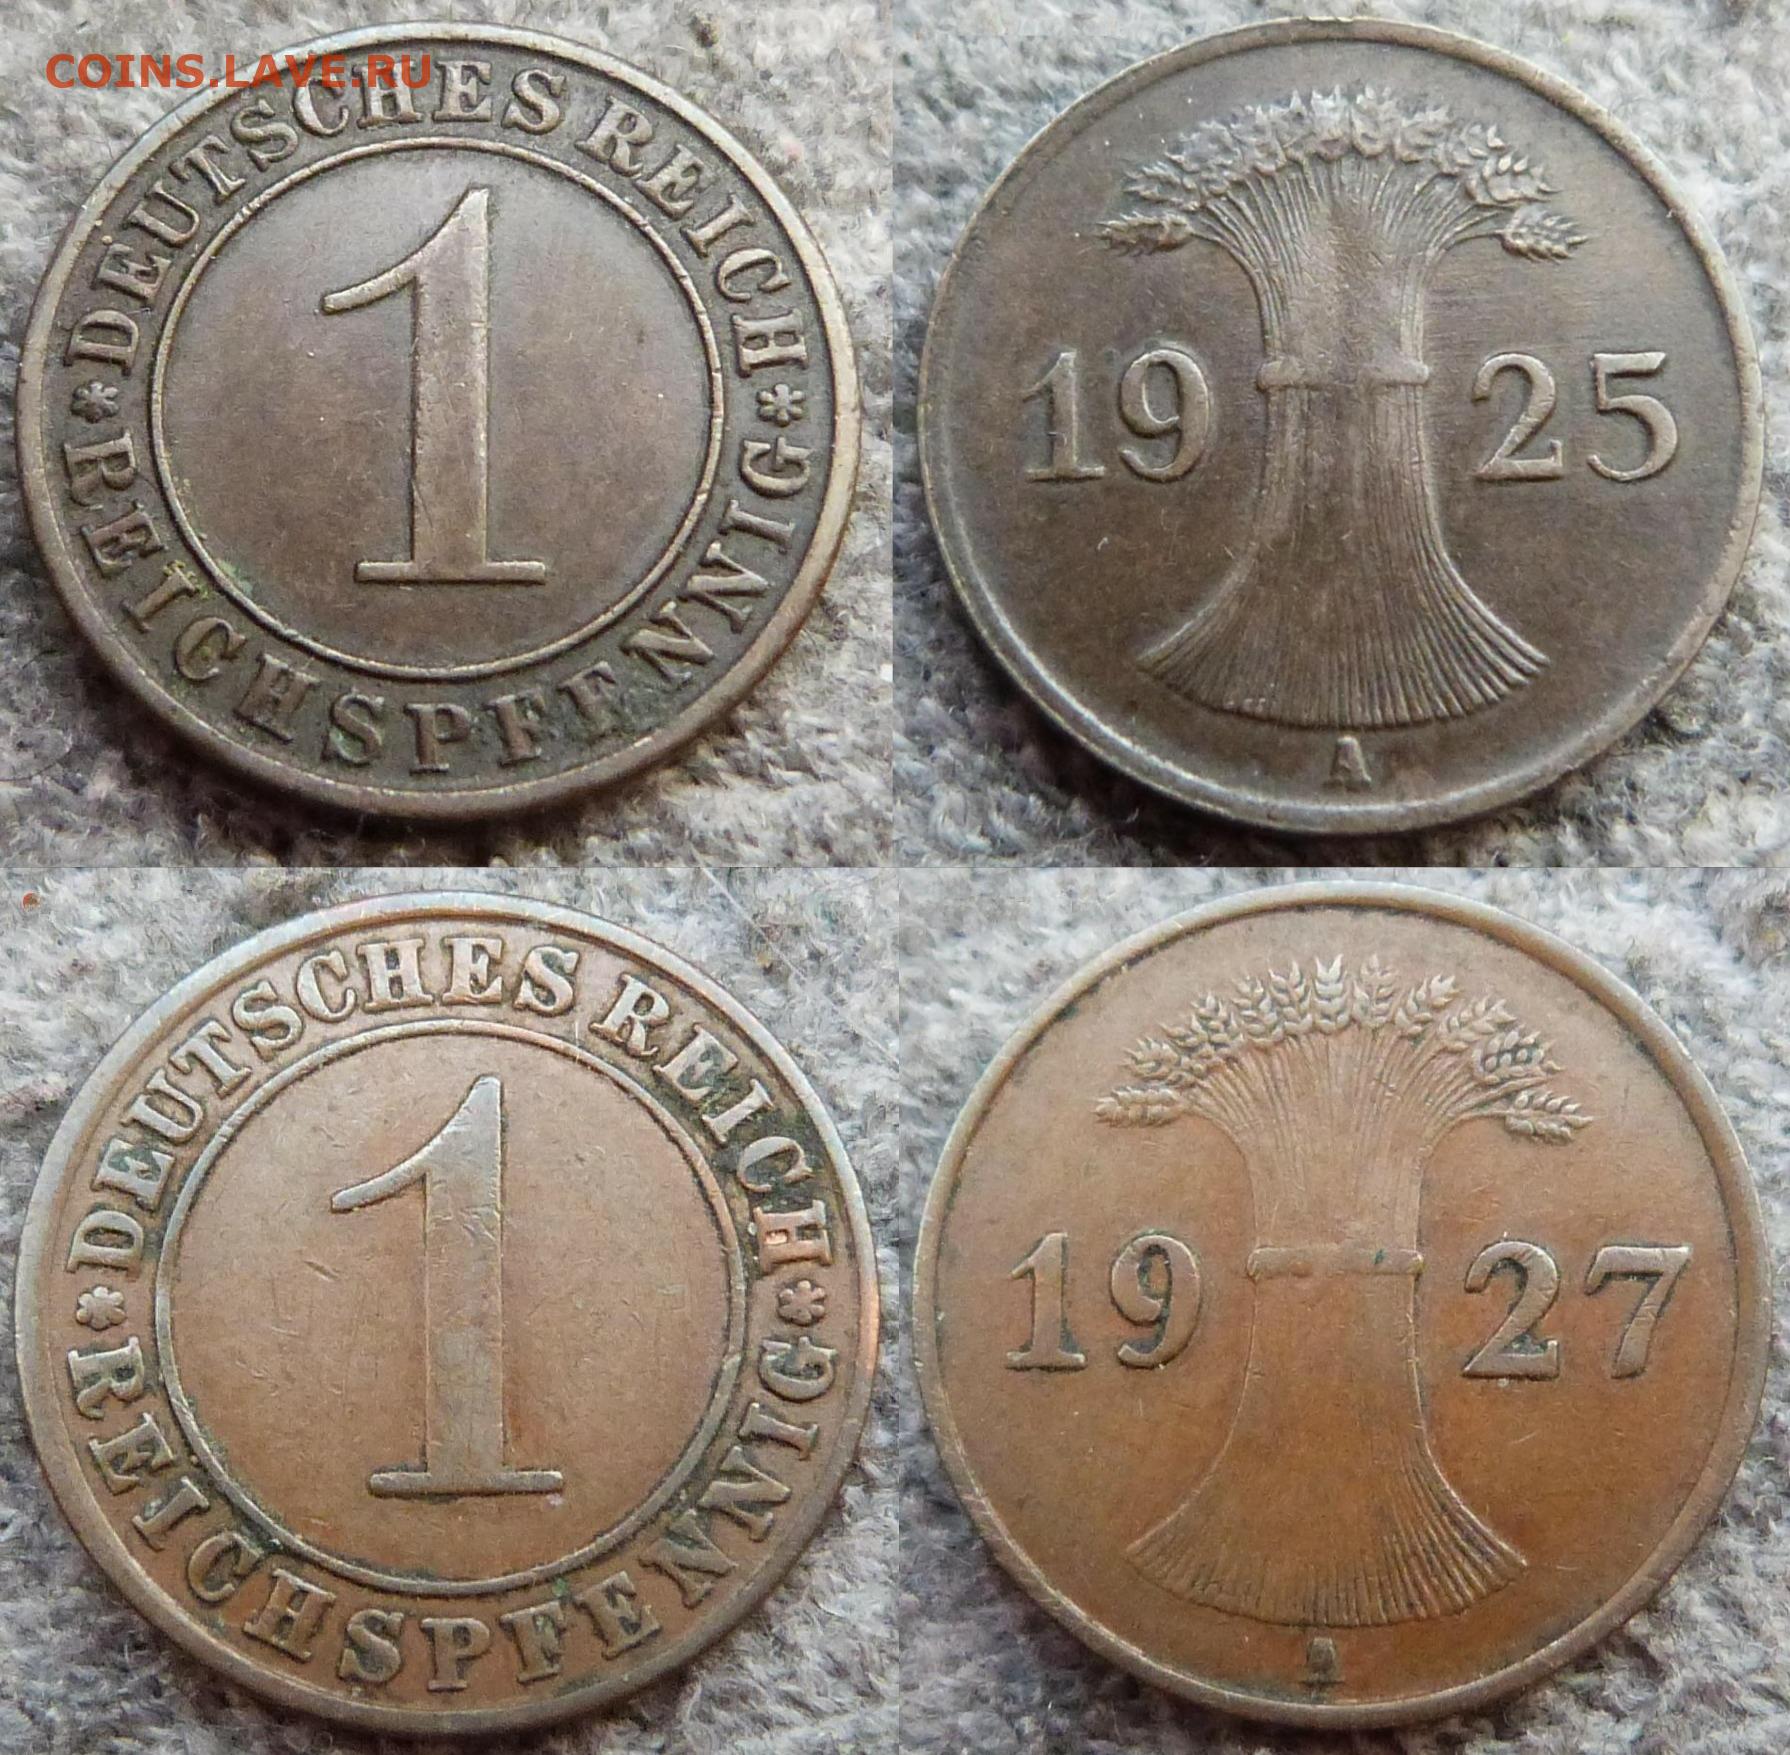 COINS.LAVE.RU
DEUTSCHES REICH
* REICHSPFENNIG *
1
19 25
A
DEUTSCHES REICH
* REICHSPFENNIG *
1
19 27
A